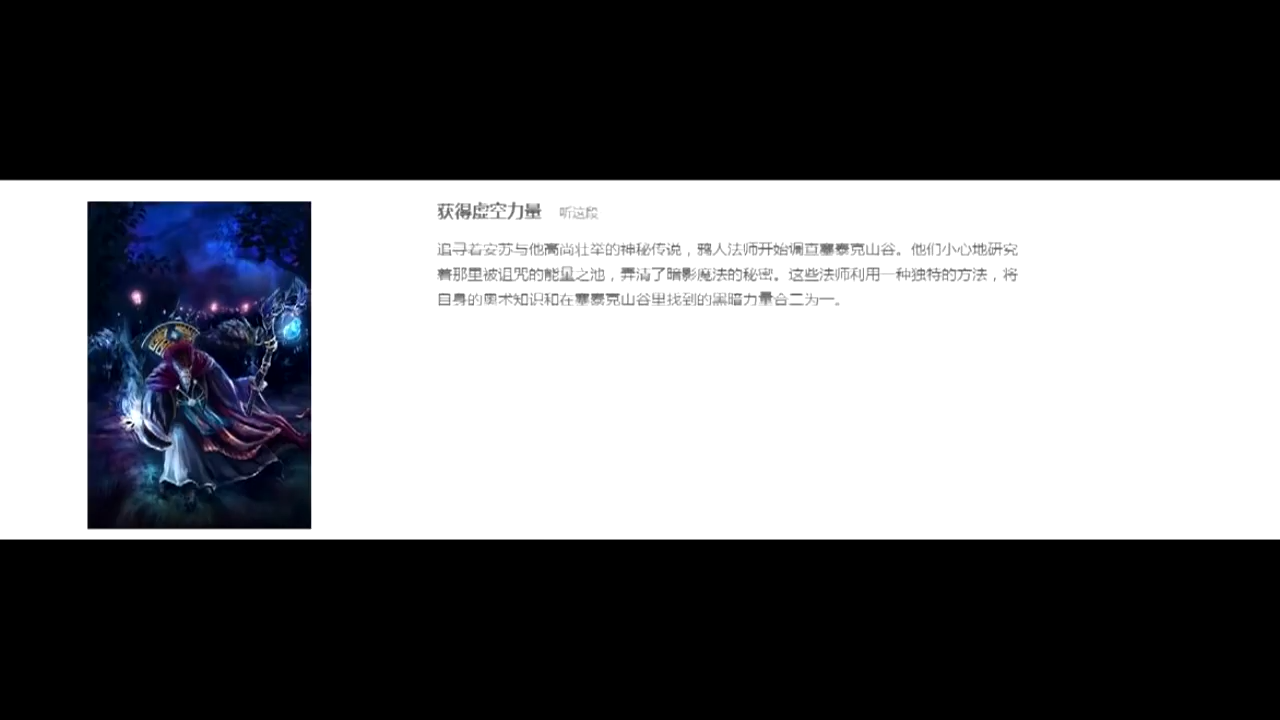 获得虚空力量 听这段
追寻着安苏与他高尚壮举的神秘传说，鸦人法师开始调查塞泰克山谷。他们小心地研究
着那里被诅咒的能量之池，弄清了暗影魔法的秘密。这些法师利用一种独特的方法，将
自身的奥术知识和在塞泰克山谷里找到的黑暗力量合二为一。